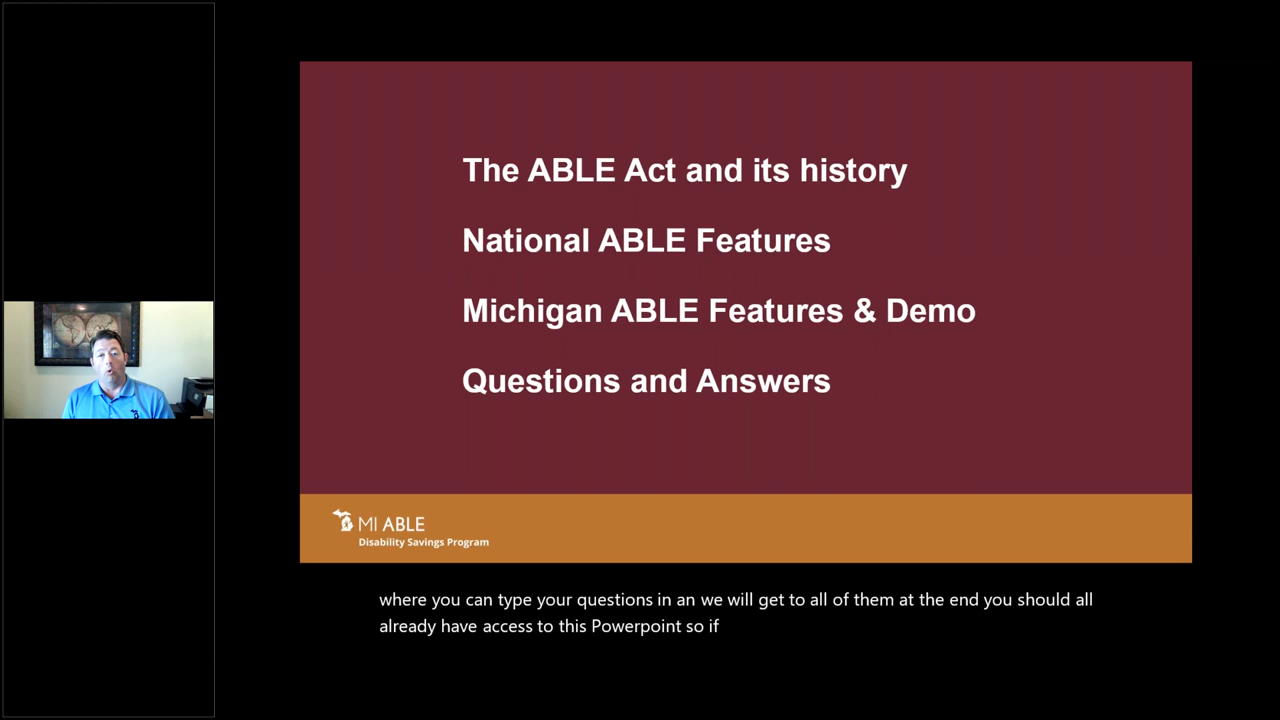 The ABLE Act and its history
National ABLE Features
Michigan ABLE Features & Demo
Questions and Answers
MI ABLE
Disability Savings Program
where you can type your questions in an we will get to all of them at the end you should all
already have access to this Powerpoint so if